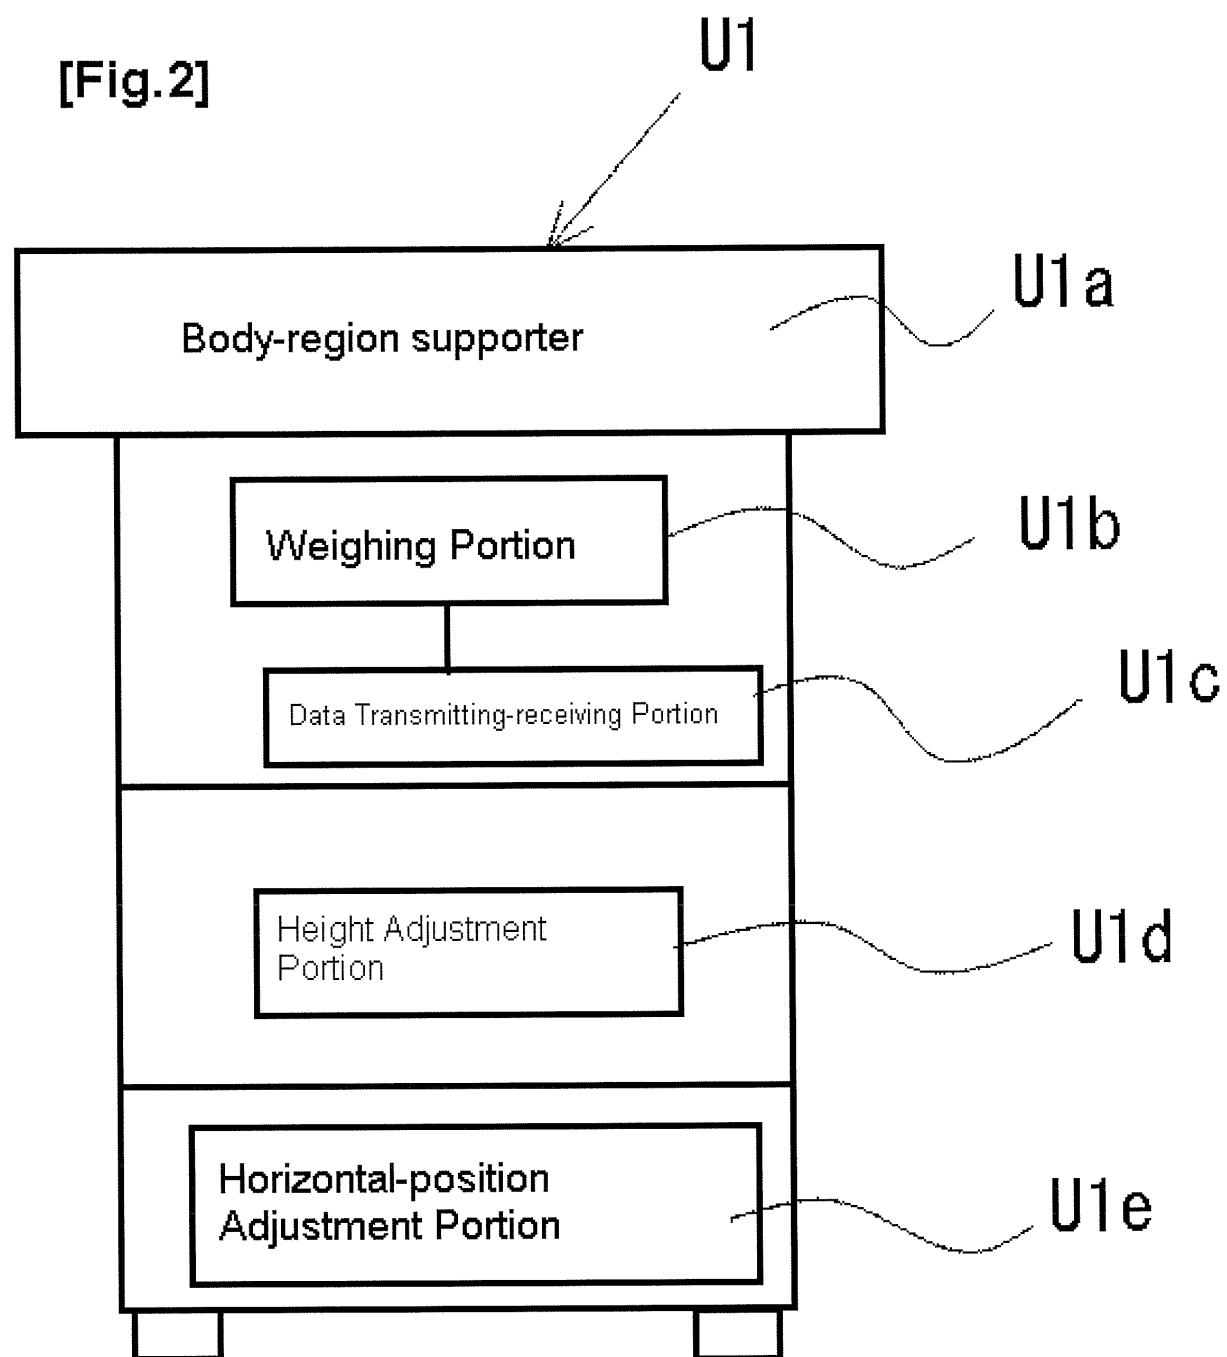 U1
[Fig.2]
U1a
Body-region supporter
U1b
Weighing Portion
U1c
Data Transmitting-receiving Portion
Height Adjustment
Portion
U1d
Horizontal-position
Adjustment Portion
U1e